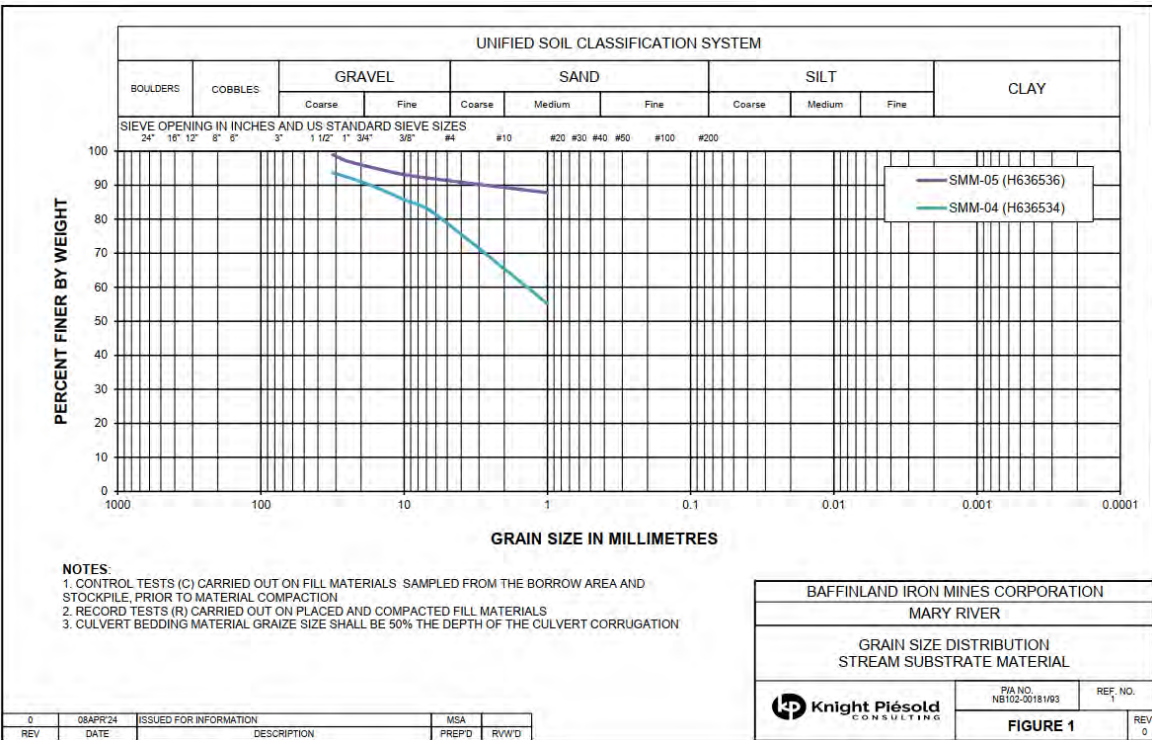 UNIFIED SOIL CLASSIFICATION SYSTEM
BOULDERS COBBLES GRAVEL SAND SILT CLAY
Coarse Fine Coarse Medium Fine Coarse Medium Fine
SIEVE OPENING IN INCHES AND US STANDARD SIEVE SIZES
24" 16" 12" 8" 6" 3" 1 1/2" 1" 3/4" 3/8" #4 #10 #20 #30 #40 #50 #100 #200
100
90
80
70
60
50
40
30
20
10
0
PERCENT FINER BY WEIGHT
SMM-05 (H636536)
SMM-04 (H636534)
1000 100 10 1 0.1 0.01 0.001 0.0001
GRAIN SIZE IN MILLIMETRES
NOTES:
1. CONTROL TESTS (C) CARRIED OUT ON FILL MATERIALS SAMPLED FROM THE BORROW AREA AND
STOCKPILE, PRIOR TO MATERIAL COMPACTION
2. RECORD TESTS (R) CARRIED OUT ON PLACED AND COMPACTED FILL MATERIALS
3. CULVERT BEDDING MATERIAL GRAIZE SIZE SHALL BE 50% THE DEPTH OF THE CULVERT CORRUGATION
BAFFINLAND IRON MINES CORPORATION
MARY RIVER
GRAIN SIZE DISTRIBUTION
STREAM SUBSTRATE MATERIAL
Knight Piésold
CONSULTING
P/A NO.
NB102-00181/93
REF. NO.
1
FIGURE 1
REV
0
0 08APR'24 ISSUED FOR INFORMATION MSA
REV DATE DESCRIPTION PREP'D RVW'D